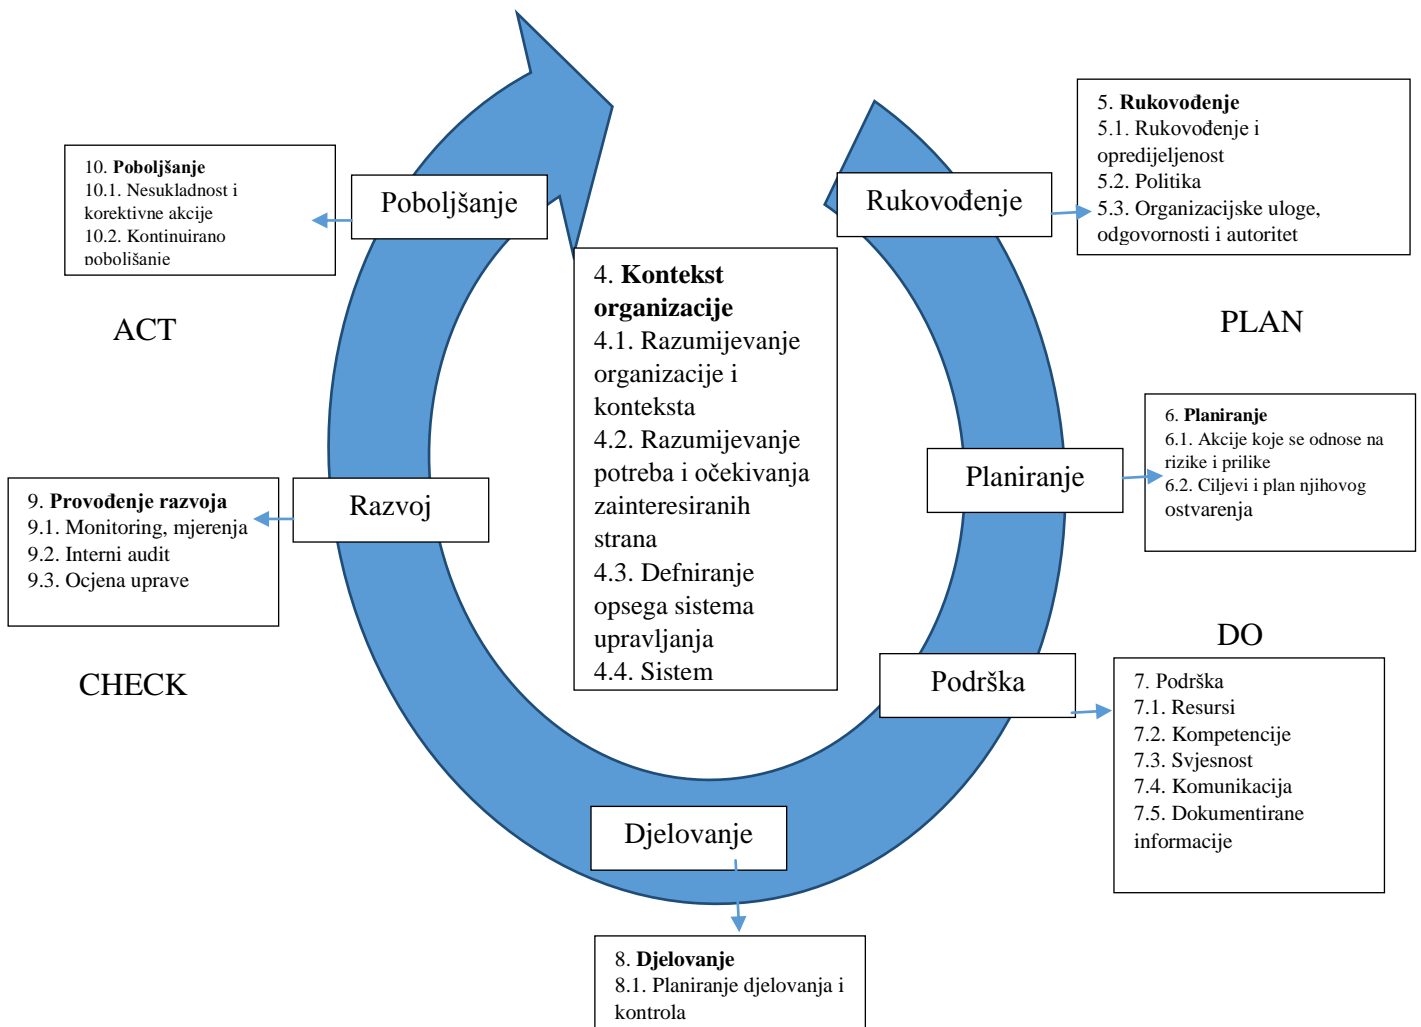 10. Poboljšanje
10.1. Nesukladnost i
korektivne akcije
10.2. Kontinuirano
poboljšanje
ACT
Poboljšanje
Rukovođenje
5. Rukovođenje
5.1. Rukovođenje i
opredijeljenost
5.2. Politika
5.3. Organizacijske uloge,
odgovornosti i autoritet
PLAN
4. Kontekst
organizacije
4.1. Razumijevanje
organizacije i
konteksta
4.2. Razumijevanje
potreba i očekivanja
zainteresiranih
strana
4.3. Defniranje
opsega sistema
upravljanja
4.4. Sistem
Planiranje
6. Planiranje
6.1. Akcije koje se odnose na
rizike i prilike
6.2. Ciljevi i plan njihovog
ostvarenja
9. Provođenje razvoja
9.1. Monitoring, mjerenja
9.2. Interni audit
9.3. Ocjena uprave
Razvoj
CHECK
DO
Podrška
7. Podrška
7.1. Resursi
7.2. Kompetencije
7.3. Svjesnost
7.4. Komunikacija
7.5. Dokumentirane
informacije
Djelovanje
8. Djelovanje
8.1. Planiranje djelovanja i
kontrola